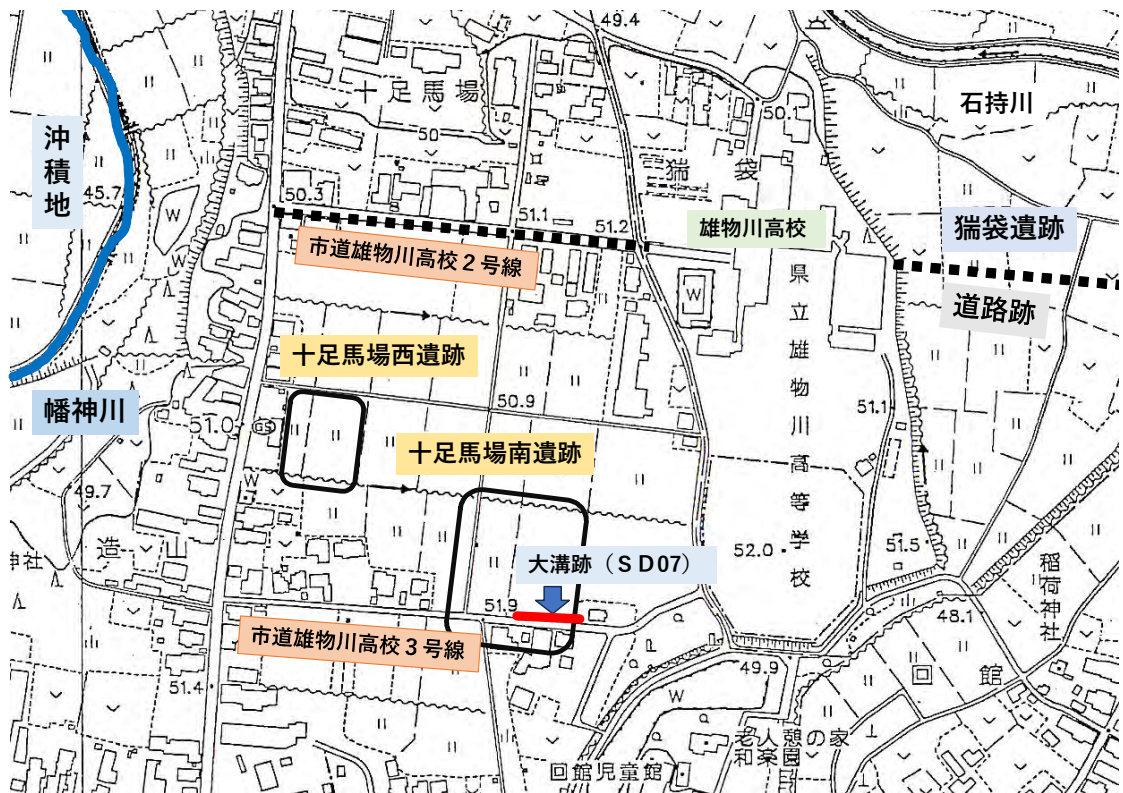 49.4
十足馬場
50
50.1
石持川
沖積地
45.7
W
W
50.3
51.1
51.2
猯袋
雄物川高校
猯袋遺跡
市道雄物川高校2号線
W
県立雄物川高等学校
道路跡
十足馬場西遺跡
幡神川
51.0
GS
50.9
51.1
十足馬場南遺跡
49.7
W
神社
造山
大溝跡(SD07)
52.0
51.5
稲荷神社
51.9
48.1
市道雄物川高校3号線
51.4
49.9
W
回館
老人憩の家
和楽園
回館児童館